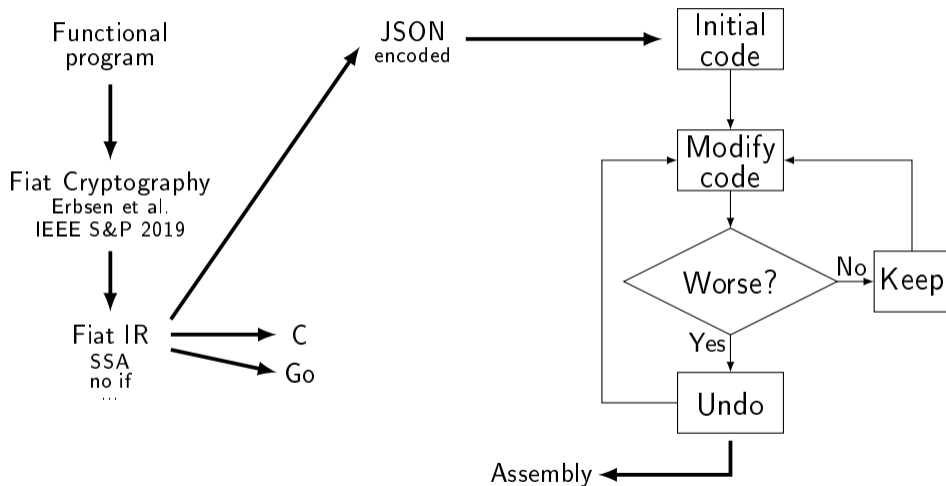 Functional
program
Fiat Cryptography
Erbsen et al.
IEEE S&P 2019
Fiat IR
SSA
no if
...
JSON
encoded
C
Go
Initial
code
Modify
code
Worse?
No
Keep
Yes
Undo
Assembly